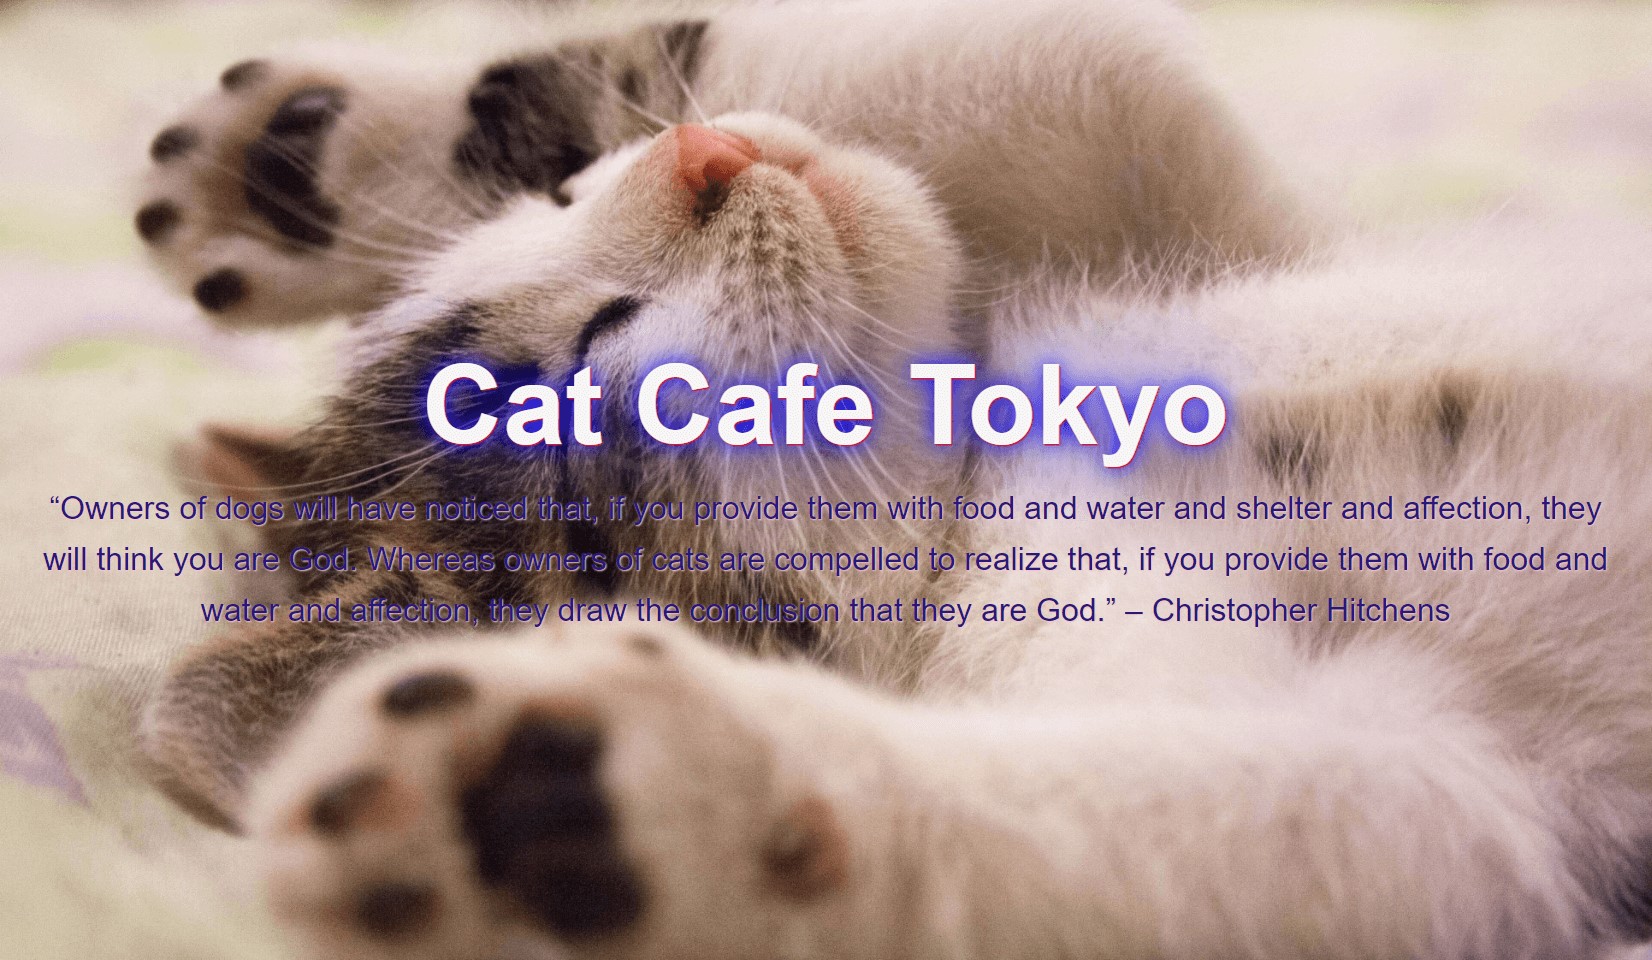 Cat Cafe Tokyo
“Owners of dogs will have noticed that, if you provide them with food and water and shelter and affection, they
will think you are God. Whereas owners of cats are compelled to realize that, if you provide them with food and
water and affection, they draw the conclusion that they are God.” – Christopher Hitchens